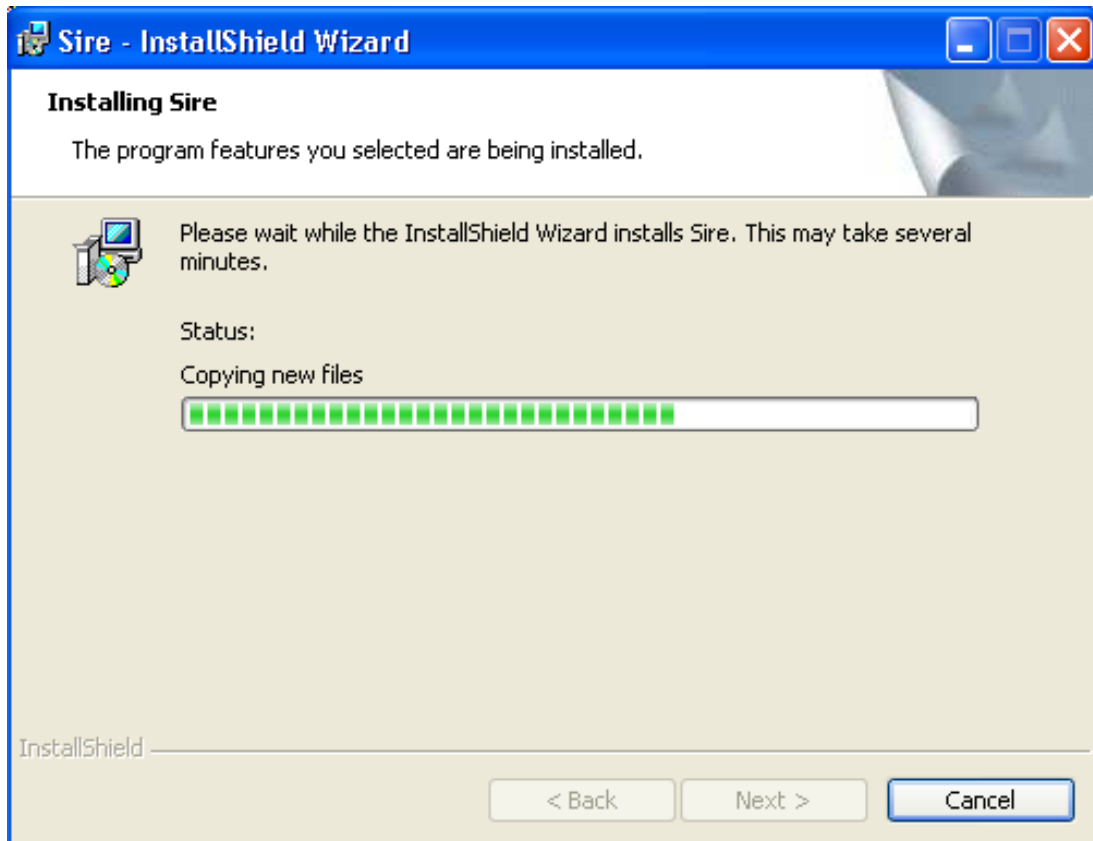 Sire - InstallShield Wizard
Installing Sire
The program features you selected are being installed.
Please wait while the InstallShield Wizard installs Sire. This may take several
minutes.
Status:
Copying new files
InstallShield
< Back
Next >
Cancel